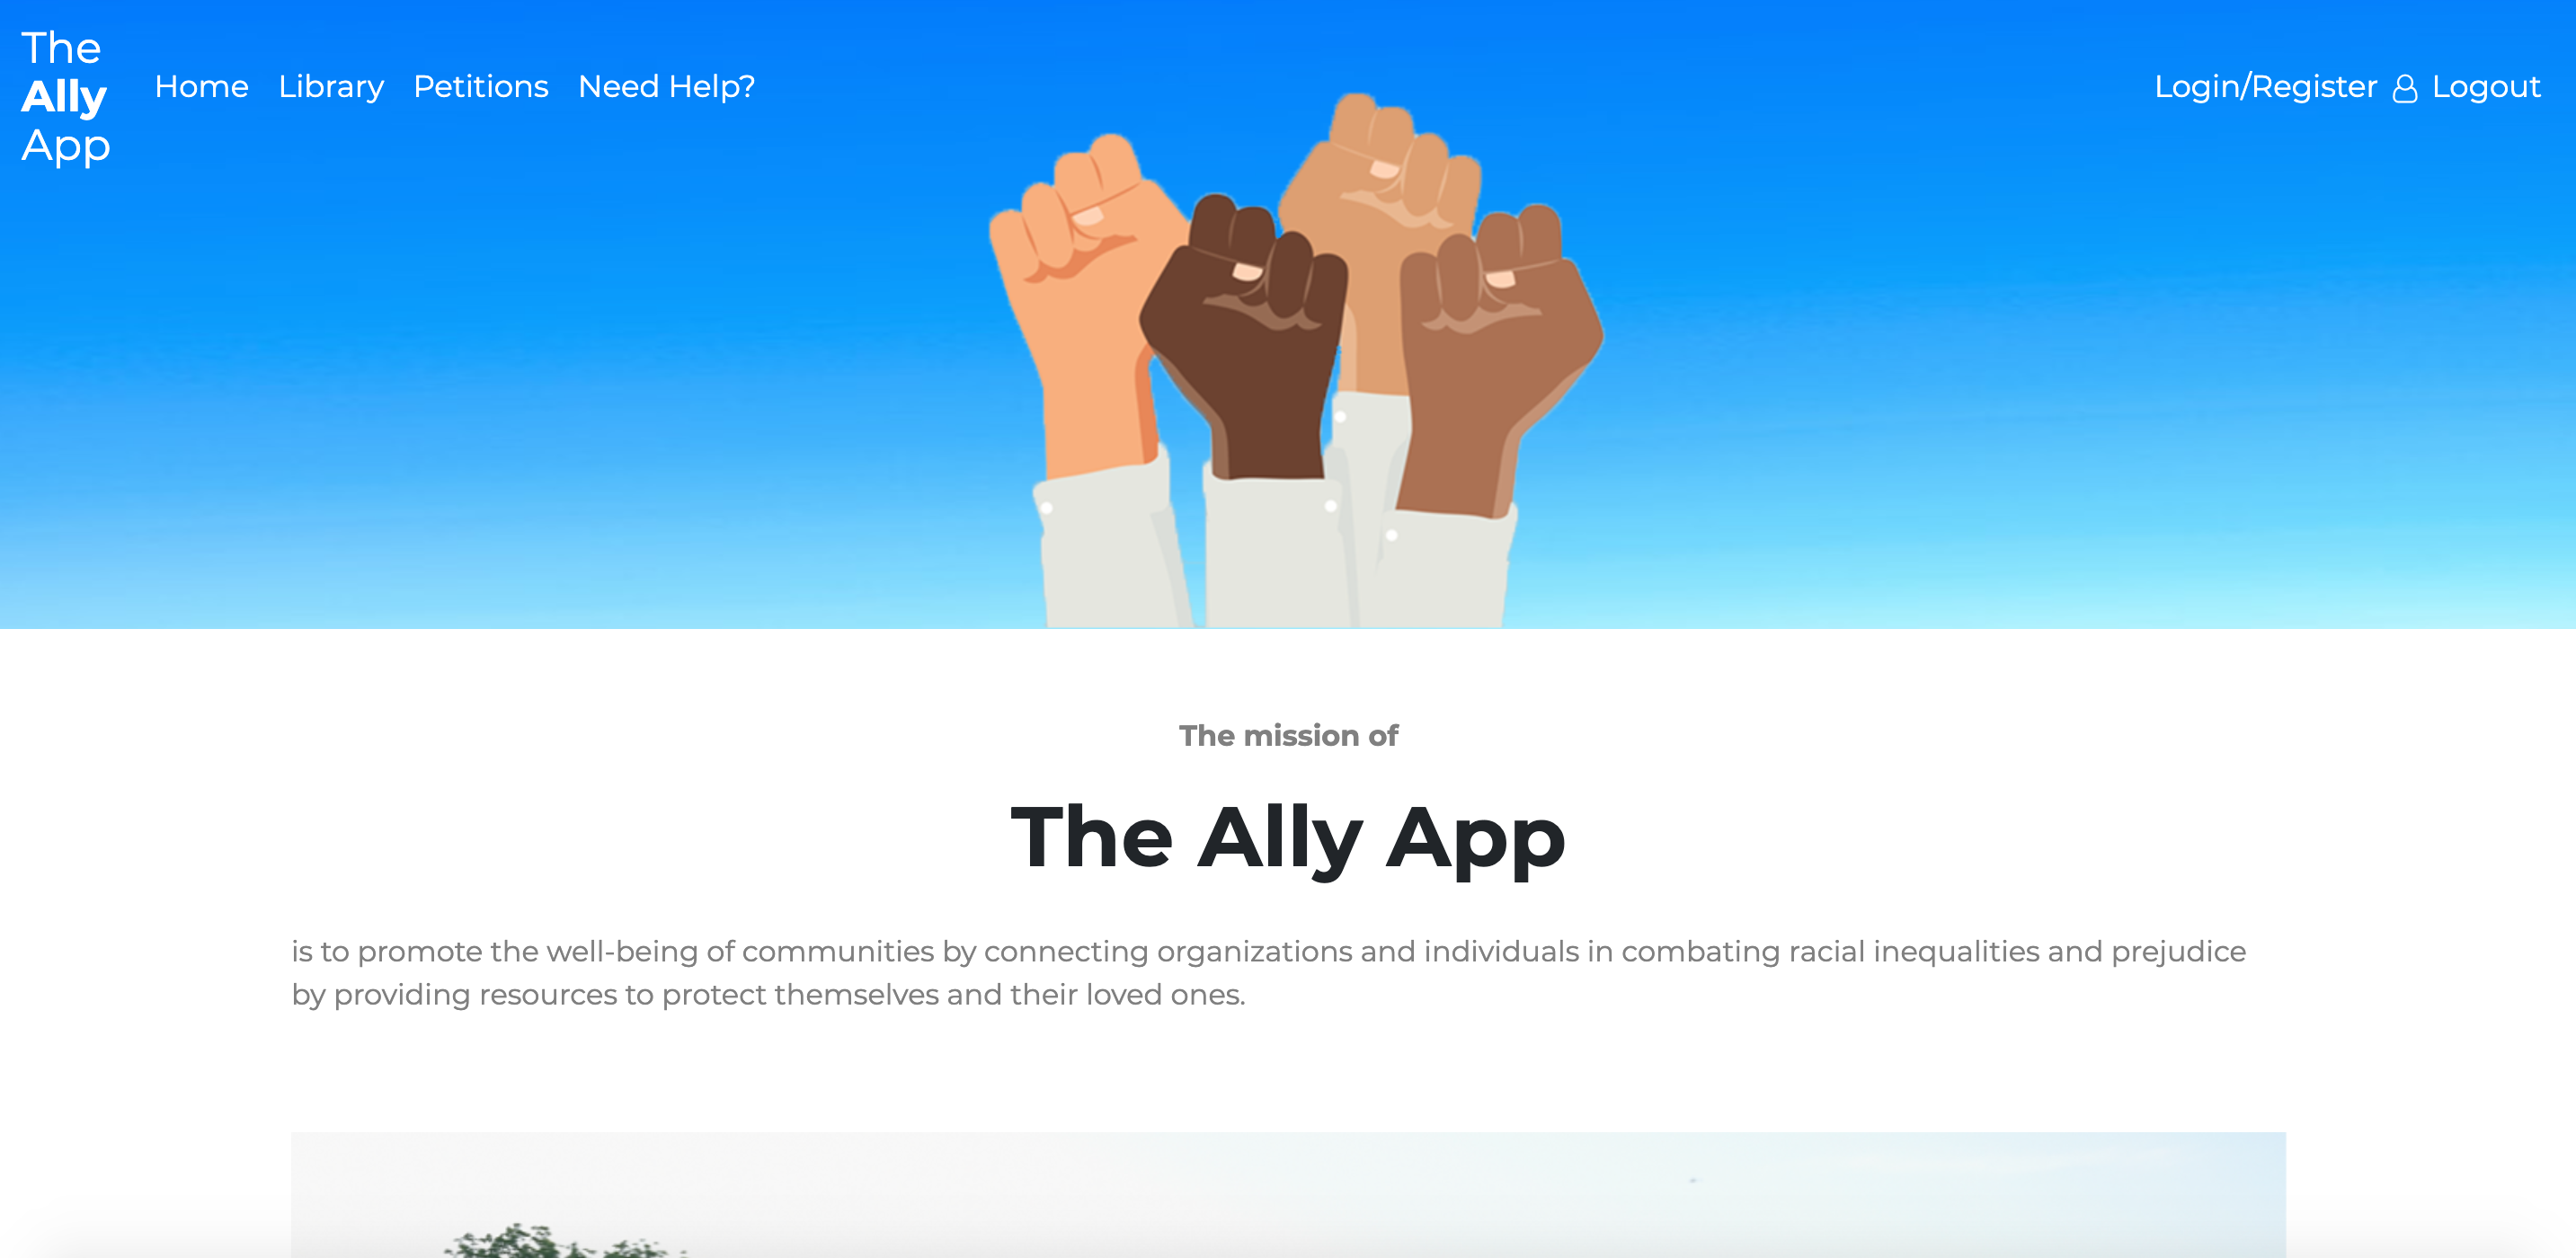 The
Ally
App
Home Library Petitions Need Help?
Login/Register Logout
The mission of
The Ally App
is to promote the well-being of communities by connecting organizations and individuals in combating racial inequalities and prejudice
by providing resources to protect themselves and their loved ones.